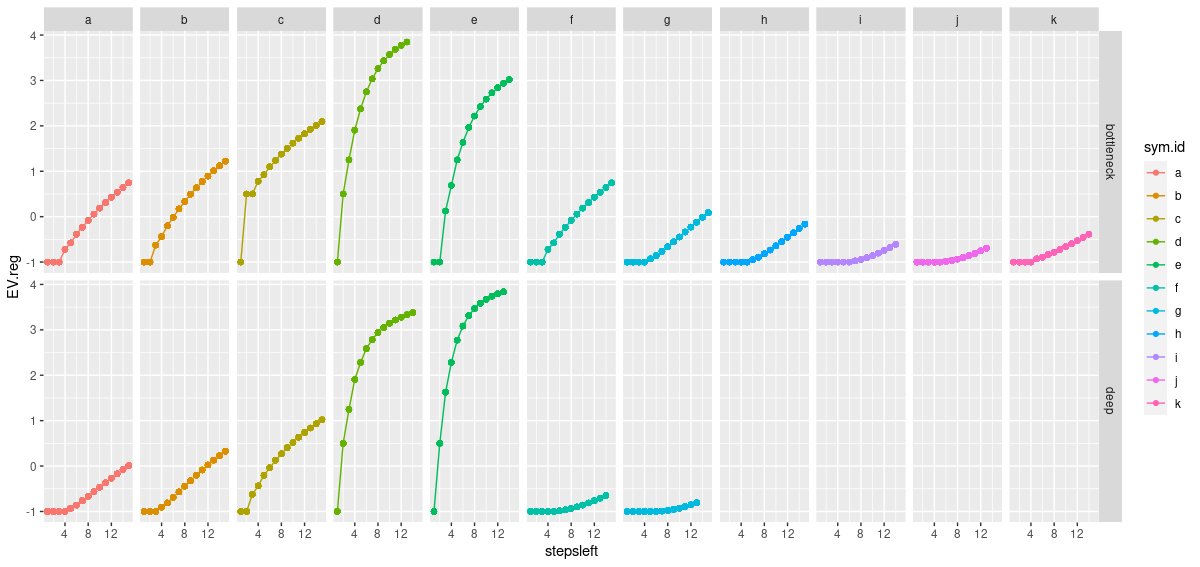 a b c d e f g h i j k
EV.reg
4
3
2
1
0
-1
bottleneck
4
3
2
1
0
-1
deep
4 8 12 4 8 12 4 8 12 4 8 12 4 8 12 4 8 12 4 8 12 4 8 12 4 8 12 4 8 12 4 8 12
stepsleft
sym.id
a
b
c
d
e
f
g
h
i
j
k